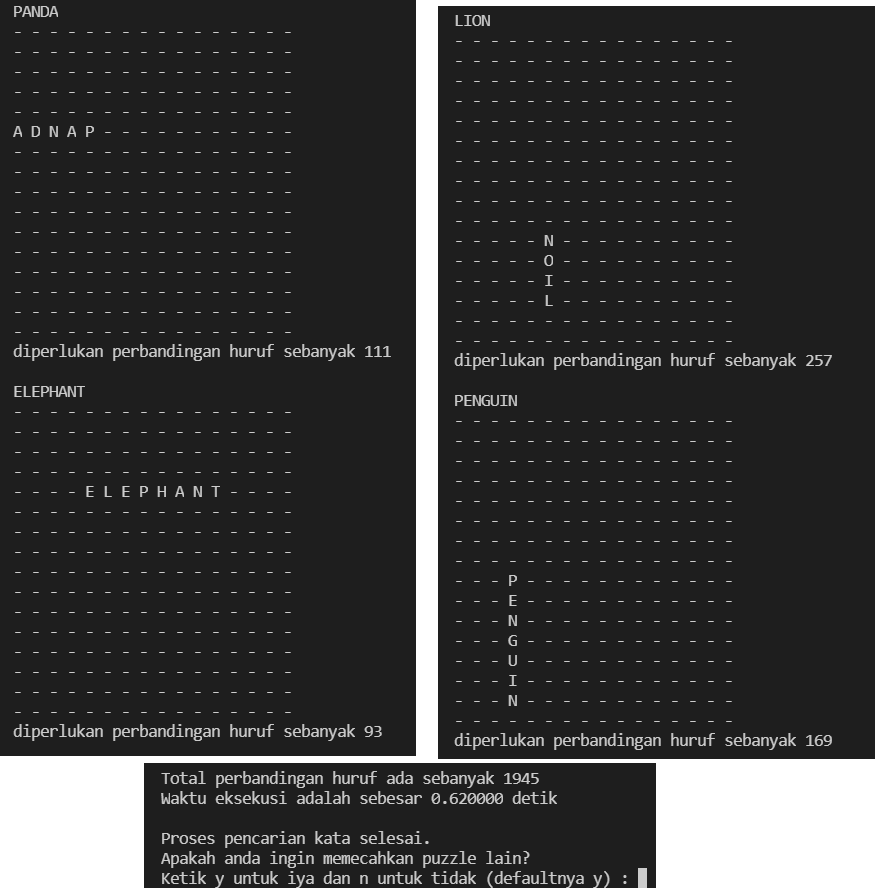 PANDA
- - - - - - - - - - - - - - - -
- - - - - - - - - - - - - - - -
- - - - - - - - - - - - - - - -
- - - - - - - - - - - - - - - -
- - - - - - - - - - - - - - - -
A D N A P - - - - - - - - - - -
- - - - - - - - - - - - - - - -
- - - - - - - - - - - - - - - -
- - - - - - - - - - - - - - - -
- - - - - - - - - - - - - - - -
- - - - - - - - - - - - - - - -
- - - - - - - - - - - - - - - -
- - - - - - - - - - - - - - - -
- - - - - - - - - - - - - - - -
- - - - - - - - - - - - - - - -
- - - - - - - - - - - - - - - -
diperlukan perbandingan huruf sebanyak 111
ELEPHANT
- - - - - - - - - - - - - - - -
- - - - - - - - - - - - - - - -
- - - - - - - - - - - - - - - -
- - - - - - - - - - - - - - - -
- - - - E L E P H A N T - - - -
- - - - - - - - - - - - - - - -
- - - - - - - - - - - - - - - -
- - - - - - - - - - - - - - - -
- - - - - - - - - - - - - - - -
- - - - - - - - - - - - - - - -
- - - - - - - - - - - - - - - -
- - - - - - - - - - - - - - - -
- - - - - - - - - - - - - - - -
- - - - - - - - - - - - - - - -
- - - - - - - - - - - - - - - -
- - - - - - - - - - - - - - - -
diperlukan perbandingan huruf sebanyak 93
LION
- - - - - - - - - - - - - - - -
- - - - - - - - - - - - - - - -
- - - - - - - - - - - - - - - -
- - - - - - - - - - - - - - - -
- - - - - - - - - - - - - - - -
- - - - - - - - - - - - - - - -
- - - - - - - - - - - - - - - -
- - - - - - - - - - - - - - - -
- - - - - - - - - - - - - - - -
- - - - - - - - - - - - - - - -
- - - - - N - - - - - - - - - -
- - - - - O - - - - - - - - - -
- - - - - I - - - - - - - - - -
- - - - - L - - - - - - - - - -
- - - - - - - - - - - - - - - -
- - - - - - - - - - - - - - - -
diperlukan perbandingan huruf sebanyak 257
PENGUIN
- - - - - - - - - - - - - - - -
- - - - - - - - - - - - - - - -
- - - - - - - - - - - - - - - -
- - - - - - - - - - - - - - - -
- - - - - - - - - - - - - - - -
- - - - - - - - - - - - - - - -
- - - - - - - - - - - - - - - -
- - - - - - - - - - - - - - - -
- - - P - - - - - - - - - - - -
- - - E - - - - - - - - - - - -
- - - N - - - - - - - - - - - -
- - - G - - - - - - - - - - - -
- - - U - - - - - - - - - - - -
- - - I - - - - - - - - - - - -
- - - N - - - - - - - - - - - -
- - - - - - - - - - - - - - - -
diperlukan perbandingan huruf sebanyak 169
Total perbandingan huruf ada sebanyak 1945
Waktu eksekusi adalah sebesar 0.620000 detik
Proses pencarian kata selesai.
Apakah anda ingin memecahkan puzzle lain?
Ketik y untuk iya dan n untuk tidak (defaultnya y) :